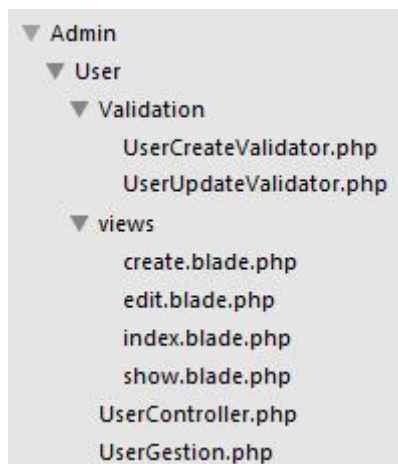 Admin
User
Validation
UserCreateValidator.php
UserUpdateValidator.php
views
create.blade.php
edit.blade.php
index.blade.php
show.blade.php
UserController.php
UserGestion.php